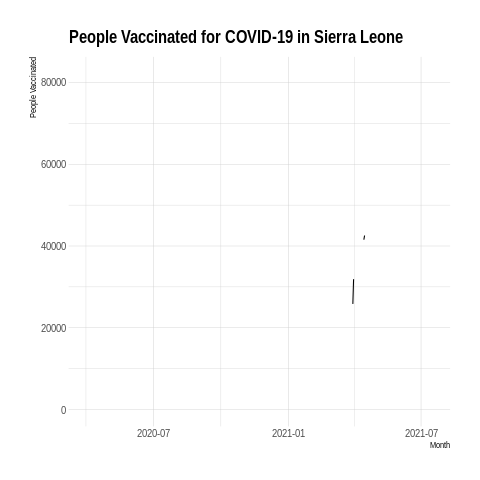 People Vaccinated for COVID-19 in Sierra Leone
People Vaccinated
80000
60000
40000
20000
0
2020-07 2021-01 2021-07
Month